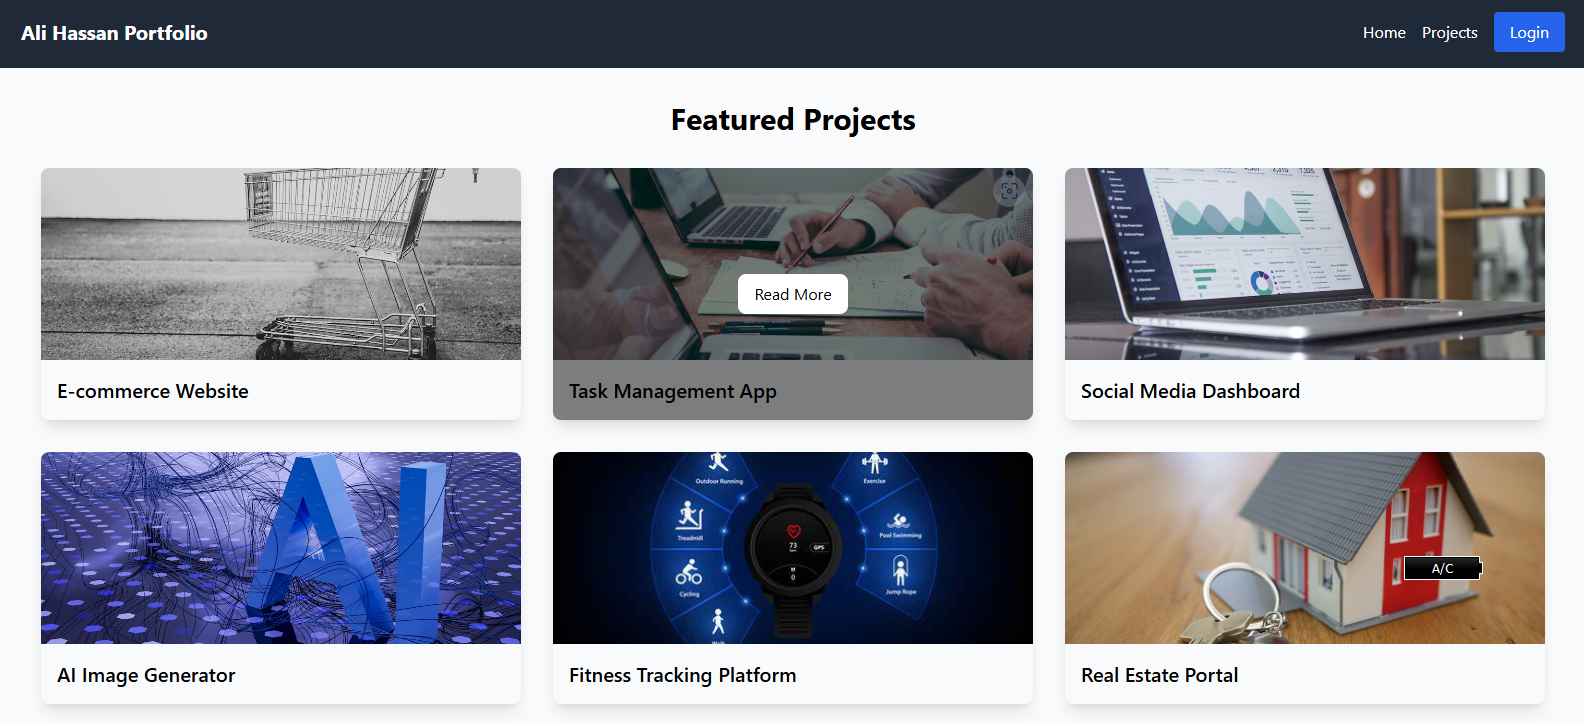 Ali Hassan Portfolio
Home Projects Login
Featured Projects
Read More
E-commerce Website
Task Management App
Social Media Dashboard
AI
Outdoor Running
Exercise
Treadmill
Pool Swimming
73
GPS
0
Cycling
Jump Rope
Walk
A/C
AI Image Generator
Fitness Tracking Platform
Real Estate Portal